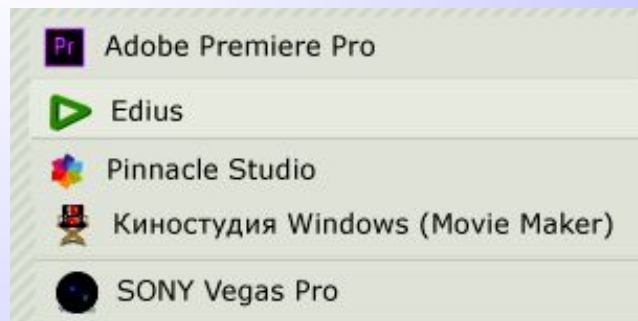 Pr Adobe Premiere Pro
Edius
Pinnacle Studio
Киностудия Windows (Movie Maker)
SONY Vegas Pro